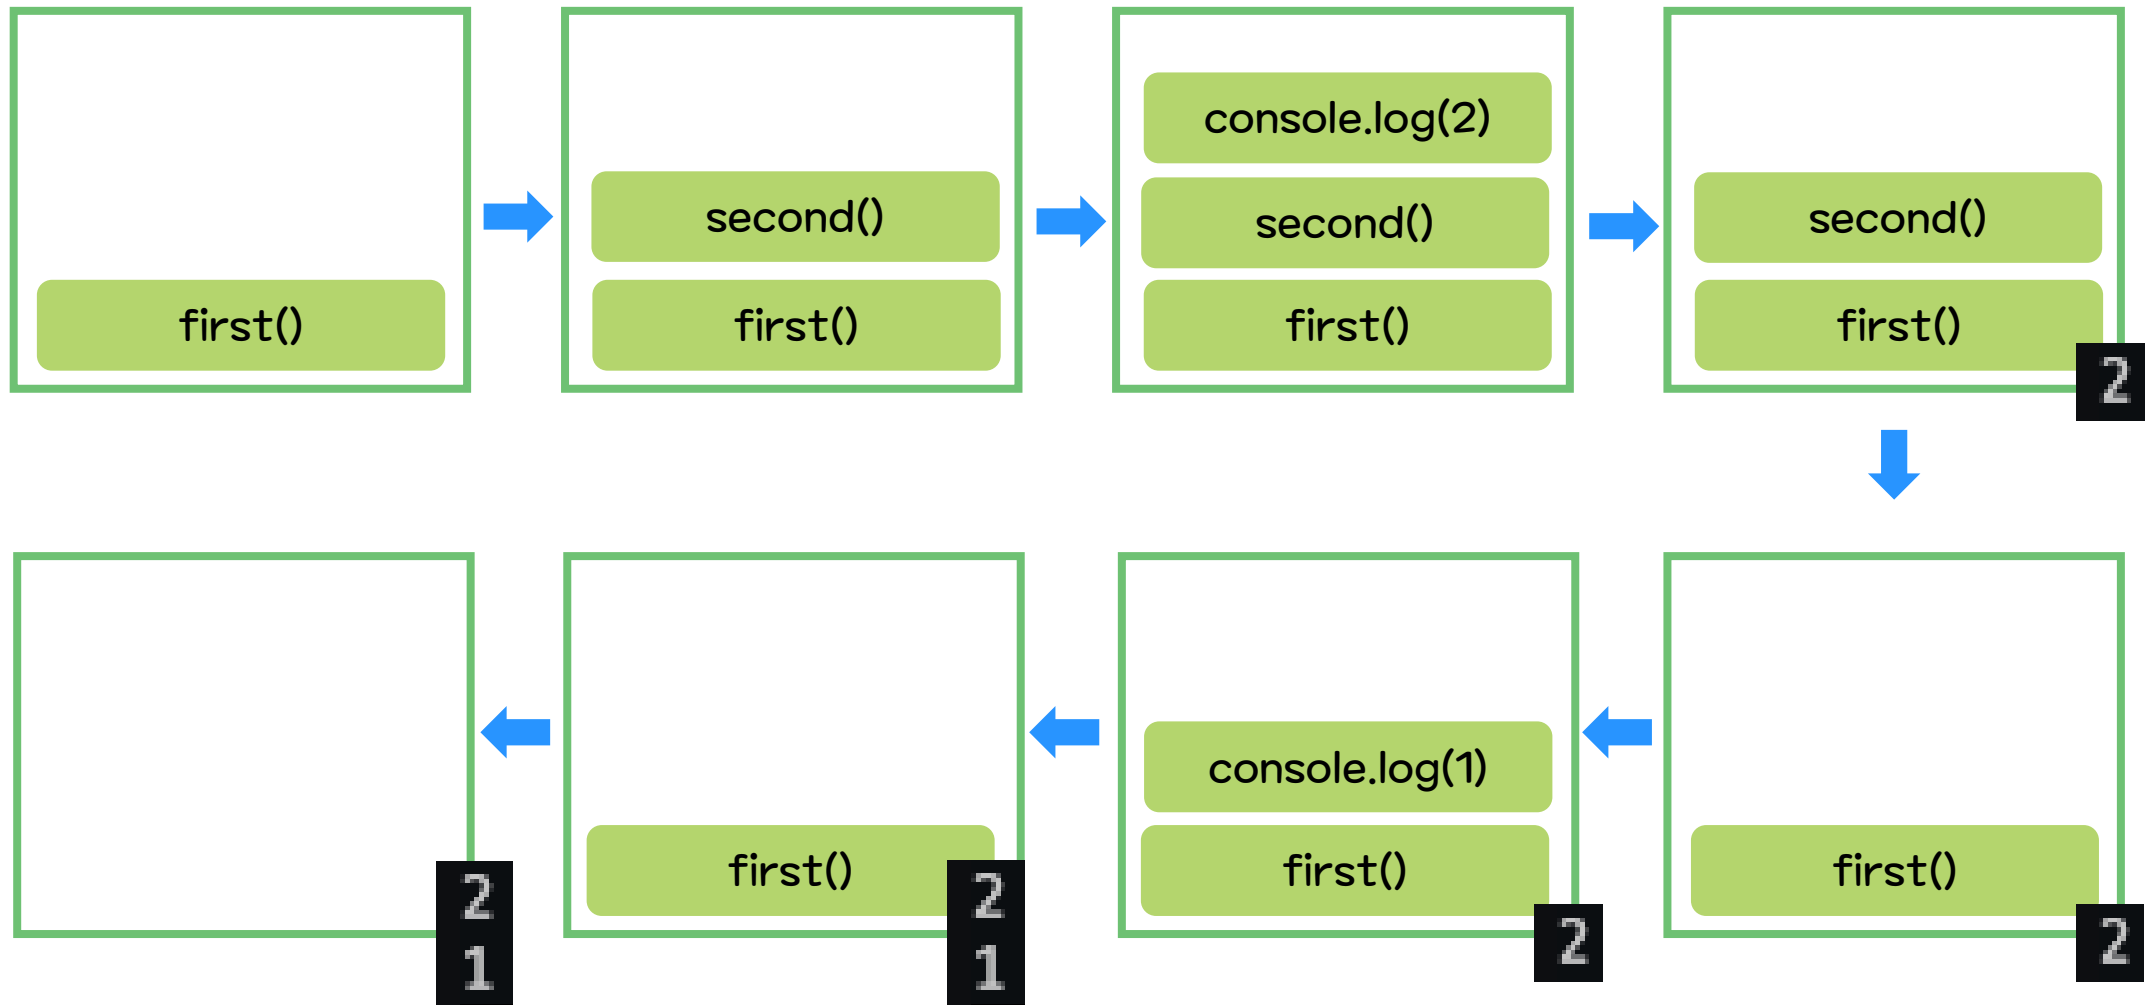 first()
second()
first()
console.log(2)
second()
first()
second()
first()
2
first()
2
console.log(1)
first()
2
first()
2
1
2
1